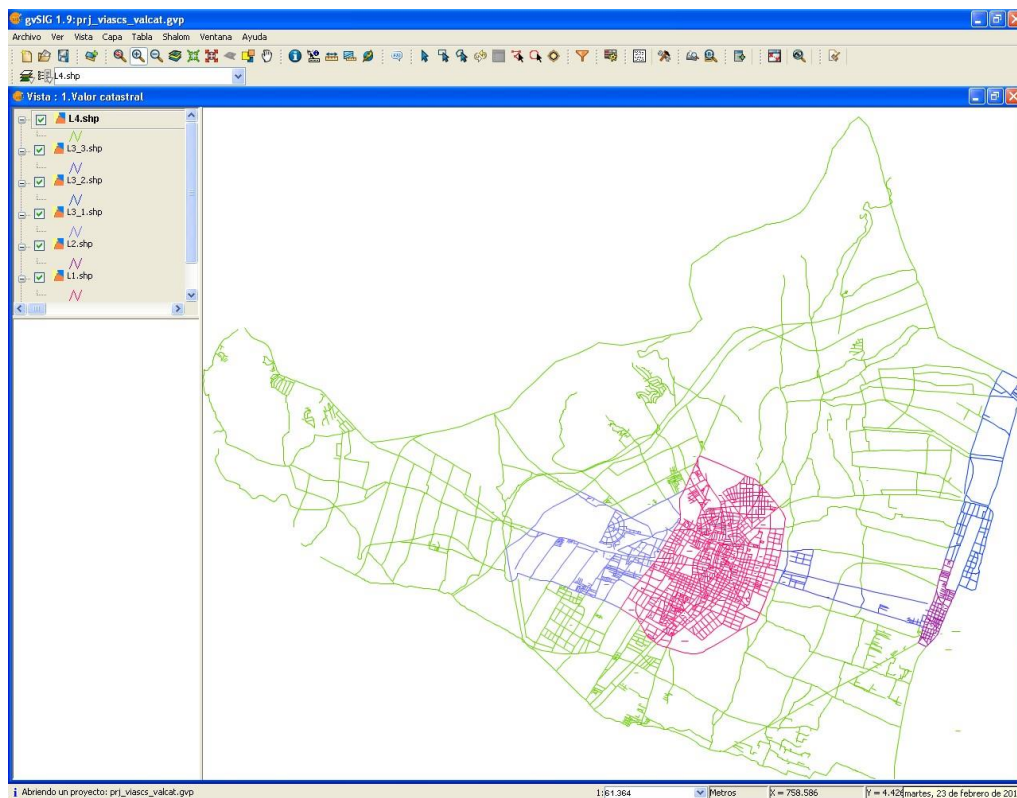 gvSIG 1.9:prj_viascs_valcat.gvp
Archivo Ver Vista Capa Tabla Shalom Ventana Ayuda
L4.shp
Vista : 1.Valor catastral
L4.shp
L3_3.shp
L3_2.shp
L3_1.shp
L2.shp
L1.shp
Abriendo un proyecto: prj_viascs_valcat.gvp
1:61.364
Metros
X = 758.586
Y = 4.42
martes, 23 de febrero de 201